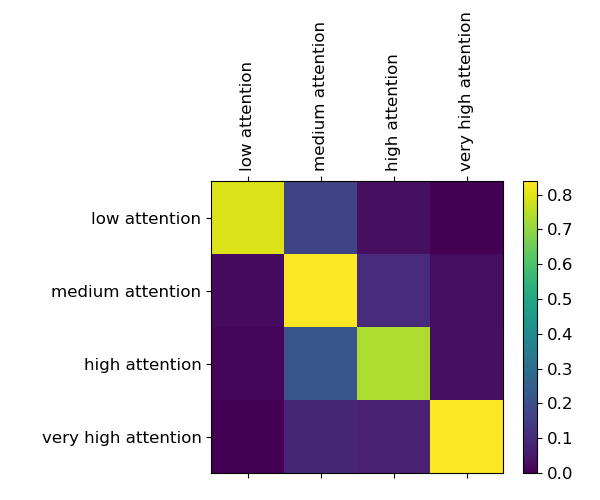 low attention
medium attention
high attention
very high attention
low attention
medium attention
high attention
very high attention
0.8
0.7
0.6
0.5
0.4
0.3
0.2
0.1
0.0